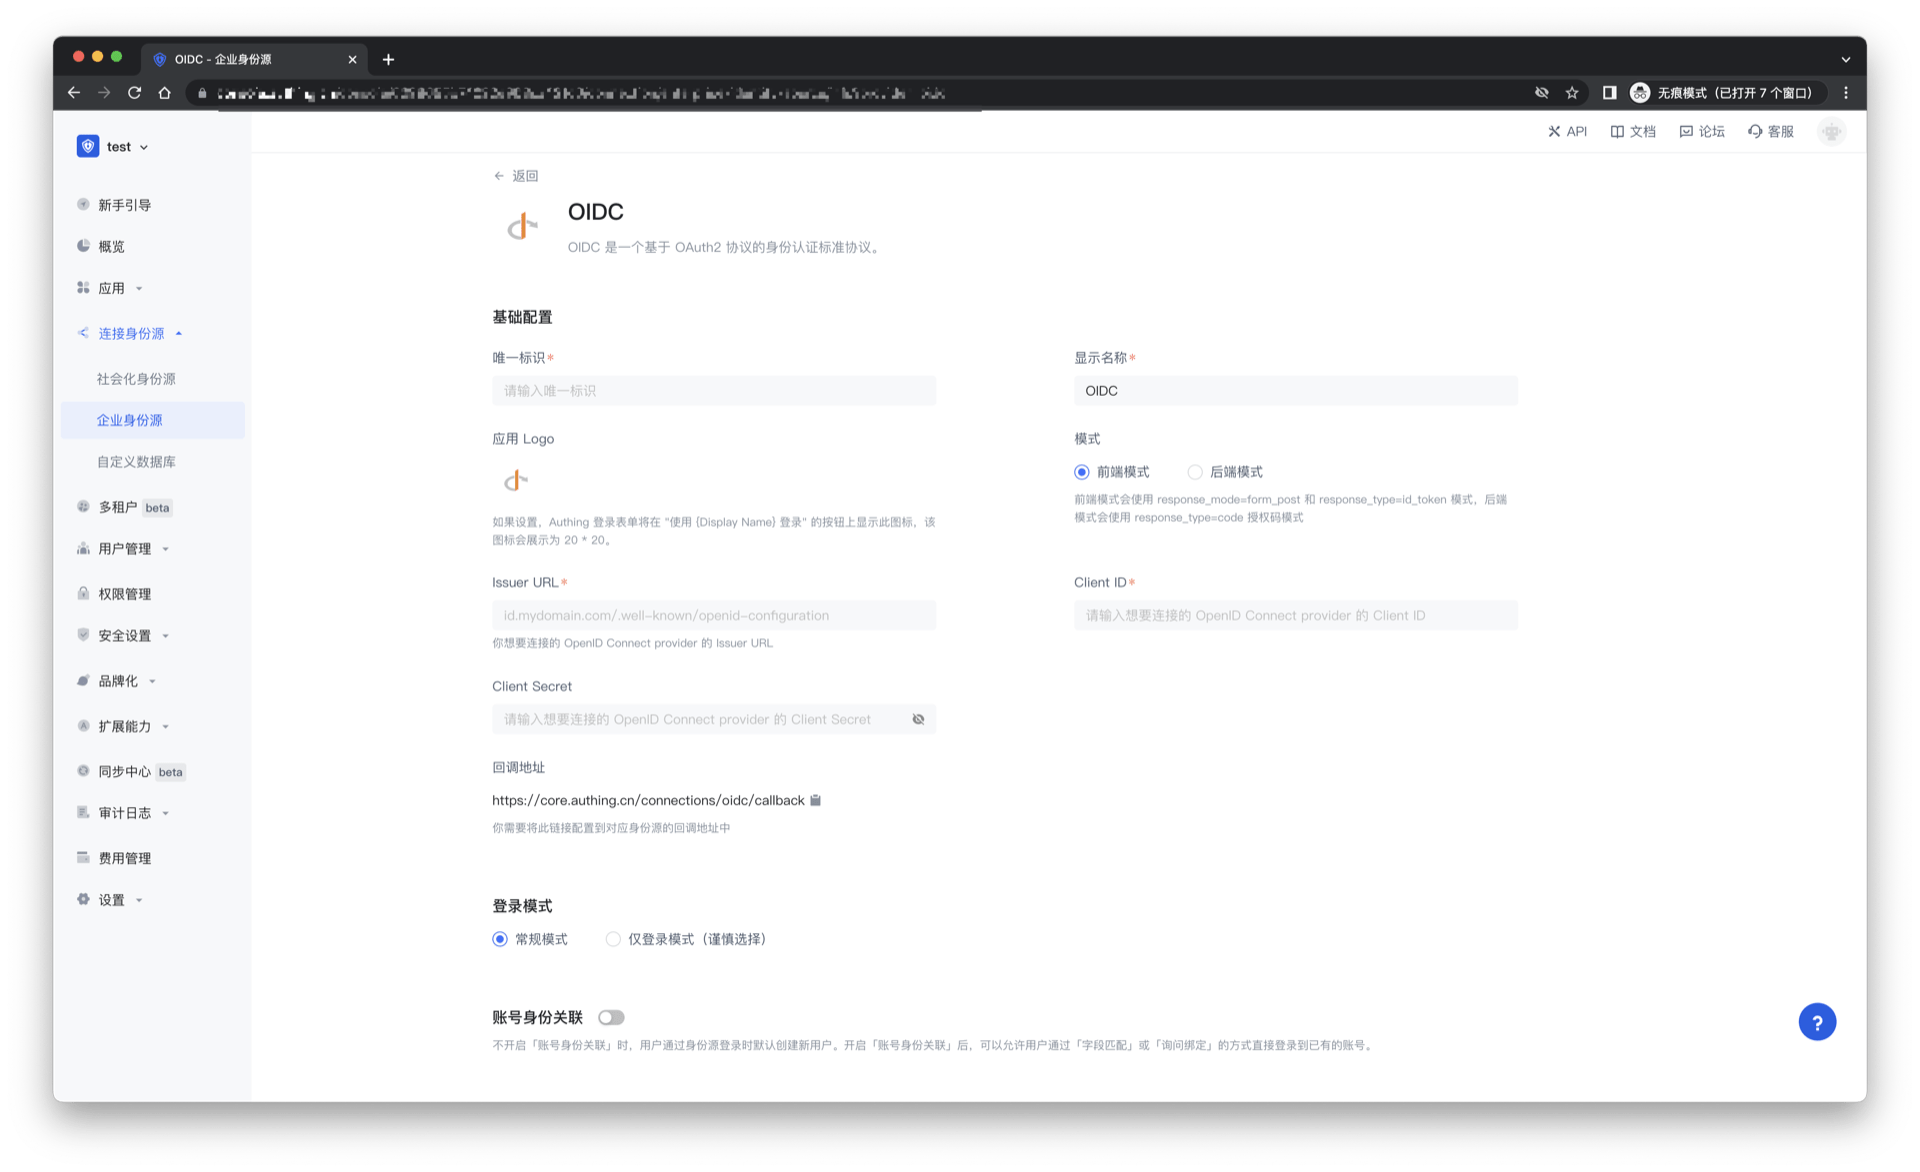 OIDC - 企业身份源
无痕模式（已打开 7 个窗口）
test
API
文档
论坛
客服
新手引导
概览
应用
连接身份源
社会化身份源
企业身份源
自定义数据库
多租户 beta
用户管理
权限管理
安全设置
品牌化
扩展能力
同步中心 beta
审计日志
费用管理
设置
返回
OIDC
OIDC 是一个基于 OAuth2 协议的身份认证标准协议。
基础配置
唯一标识*
请输入唯一标识
显示名称*
OIDC
应用 Logo
如果设置，Authing 登录表单将在 "使用 {Display Name} 登录" 的按钮上显示此图标，该
图标会展示为 20 * 20。
模式
前端模式
后端模式
前端模式会使用 response_mode=form_post 和 response_type=id_token 模式，后端
模式会使用 response_type=code 授权码模式
Issuer URL*
id.mydomain.com/.well-known/openid-configuration
你想要连接的 OpenID Connect provider 的 Issuer URL
Client ID*
请输入想要连接的 OpenID Connect provider 的 Client ID
Client Secret
请输入想要连接的 OpenID Connect provider 的 Client Secret
回调地址
https://core.authing.cn/connections/oidc/callback
你需要将此链接配置到对应身份源的回调地址中
登录模式
常规模式
仅登录模式（谨慎选择）
账号身份关联
不开启「账号身份关联」时，用户通过身份源登录时默认创建新用户。开启「账号身份关联」后，可以允许用户通过「字段匹配」或「询问绑定」的方式直接登录到已有的账号。
?